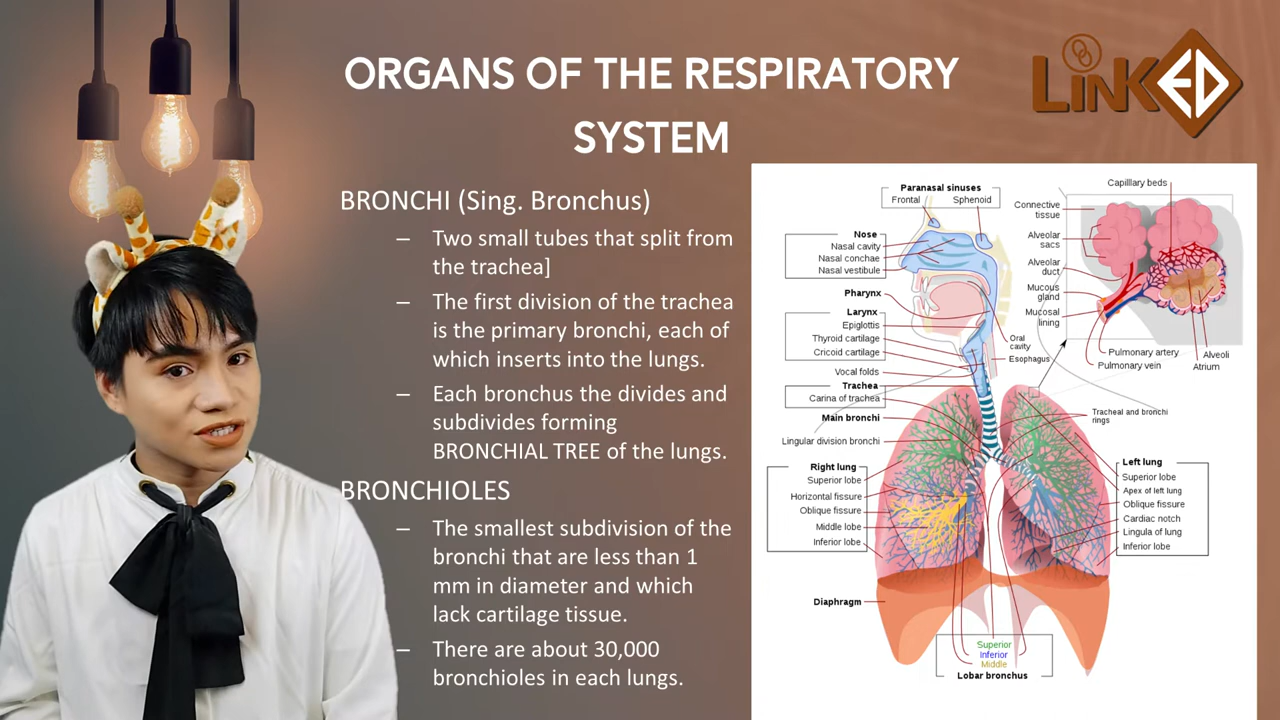 ORGANS OF THE RESPIRATORY
SYSTEM
LiNKED
BRONCHI (Sing. Bronchus)
– Two small tubes that split from
the trachea]
– The first division of the trachea
is the primary bronchi, each of
which inserts into the lungs.
– Each bronchus the divides and
subdivides forming
BRONCHIAL TREE of the lungs.
BRONCHIOLES
– The smallest subdivision of the
bronchi that are less than 1
mm in diameter and which
lack cartilage tissue.
– There are about 30,000
bronchioles in each lungs.
Paranasal sinuses
Frontal
Sphenoid
Nose
Nasal cavity
Nasal conchae
Nasal vestibule
Pharynx
Larynx
Epiglottis
Thyroid cartilage
Cricoid cartilage
Vocal folds
Trachea
Carina of trachea
Main bronchi
Lingular division bronchi
Right lung
Superior lobe
Horizontal fissure
Oblique fissure
Middle lobe
Inferior lobe
Diaphragm
Oral
cavity
Esophagus
Capillary beds
Connective
tissue
Alveolar
sacs
Alveolar
duct
Mucous
gland
Mucosal
lining
Pulmonary artery
Pulmonary vein
Alveoli
Atrium
Tracheal and bronchi
rings
Left lung
Superior lobe
Apex of left lung
Oblique fissure
Cardiac notch
Lingula of lung
Inferior lobe
Superior
Inferior
Middle
Lobar bronchus